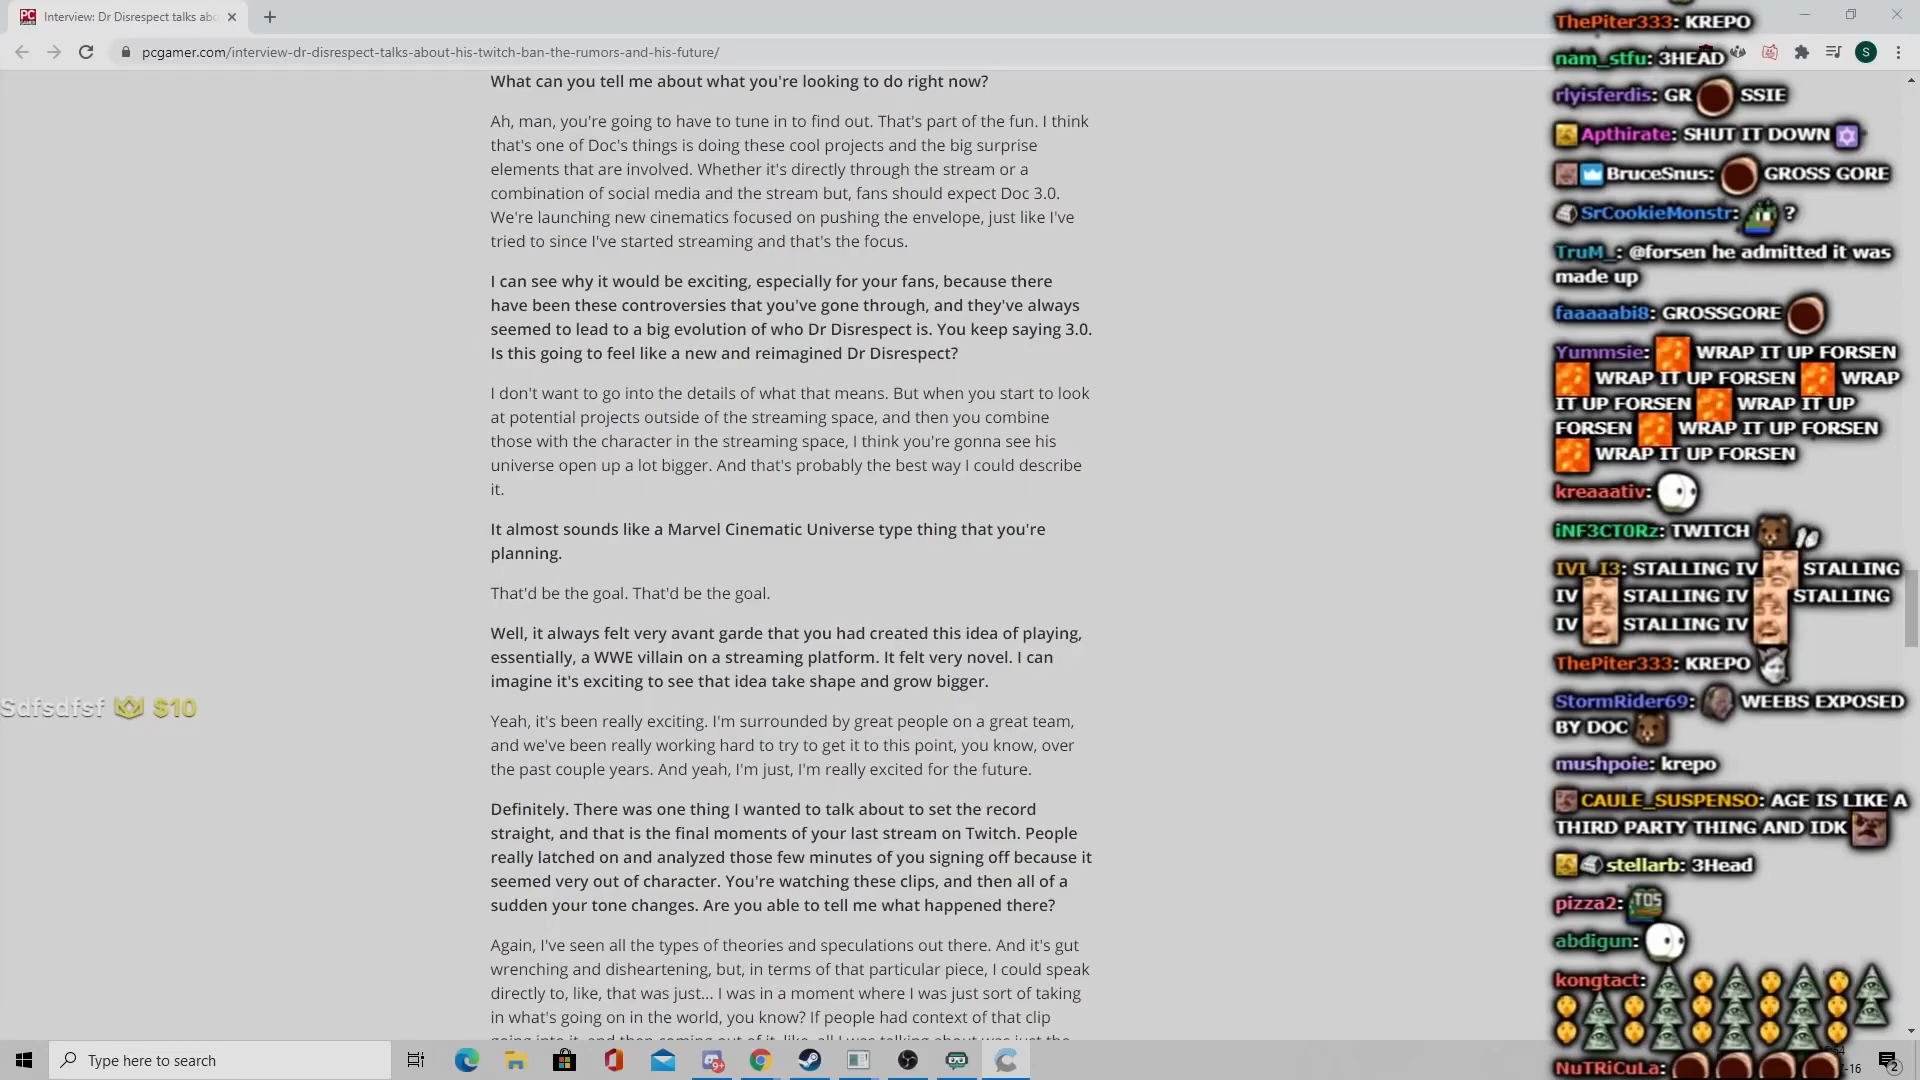 Interview: Dr Disrespect talks abo
pcgamer.com/interview-dr-disrespect-talks-about-his-twitch-ban-the-rumors-and-his-future/
S
What can you tell me about what you're looking to do right now?
Ah, man, you're going to have to tune in to find out. That's part of the fun. I think
that's one of Doc's things is doing these cool projects and the big surprise
elements that are involved. Whether it's directly through the stream or a
combination of social media and the stream but, fans should expect Doc 3.0.
We're launching new cinematics focused on pushing the envelope, just like I've
tried to since I've started streaming and that's the focus.
I can see why it would be exciting, especially for your fans, because there
have been these controversies that you've gone through, and they've always
seemed to lead to a big evolution of who Dr Disrespect is. You keep saying 3.0.
Is this going to feel like a new and reimagined Dr Disrespect?
I don't want to go into the details of what that means. But when you start to look
at potential projects outside of the streaming space, and then you combine
those with the character in the streaming space, I think you're gonna see his
universe open up a lot bigger. And that's probably the best way I could describe
it.
It almost sounds like a Marvel Cinematic Universe type thing that you're
planning.
That'd be the goal. That'd be the goal.
Well, it always felt very avant garde that you had created this idea of playing,
essentially, a WWE villain on a streaming platform. It felt very novel. I can
imagine it's exciting to see that idea take shape and grow bigger.
Yeah, it's been really exciting. I'm surrounded by great people on a great team,
and we've been really working hard to try to get it to this point, you know, over
the past couple years. And yeah, I'm just, I'm really excited for the future.
Definitely. There was one thing I wanted to talk about to set the record
straight, and that is the final moments of your last stream on Twitch. People
really latched on and analyzed those few minutes of you signing off because it
seemed very out of character. You're watching these clips, and then all of a
sudden your tone changes. Are you able to tell me what happened there?
Again, I've seen all the types of theories and speculations out there. And it's gut
wrenching and disheartening, but, in terms of that particular piece, I could speak
directly to, like, that was just... I was in a moment where I was just sort of taking
in what's going on in the world, you know? If people had context of that clip
Sdfsdfsf $10
ThePiter333: KREPO
nam_stfu: 3HEAD
rlyisferdis: GR SSIE
Apthirate: SHUT IT DOWN
BruceSnus: GROSS GORE
SrCookieMonstr: ?
TruM_: @forsen he admitted it was
made up
faaaaabi8: GROSSGORE
Yummsie: WRAP IT UP FORSEN
WRAP IT UP FORSEN WRAP
IT UP FORSEN WRAP IT UP
FORSEN WRAP IT UP FORSEN
WRAP IT UP FORSEN
kreaaativ:
iNF3CT0Rz: TWITCH
IVI_I3: STALLING IV STALLING
IV STALLING IV STALLING
IV STALLING IV
ThePiter333: KREPO
StormRider69: WEEBS EXPOSED
BY DOC
mushpoie: krepo
CAULE_SUSPENSO: AGE IS LIKE A
THIRD PARTY THING AND IDK
stellarb: 3Head
pizza2: TOS
abdigun:
kongtact:
NuTRiCuLa:
Type here to search
9+
-16
2